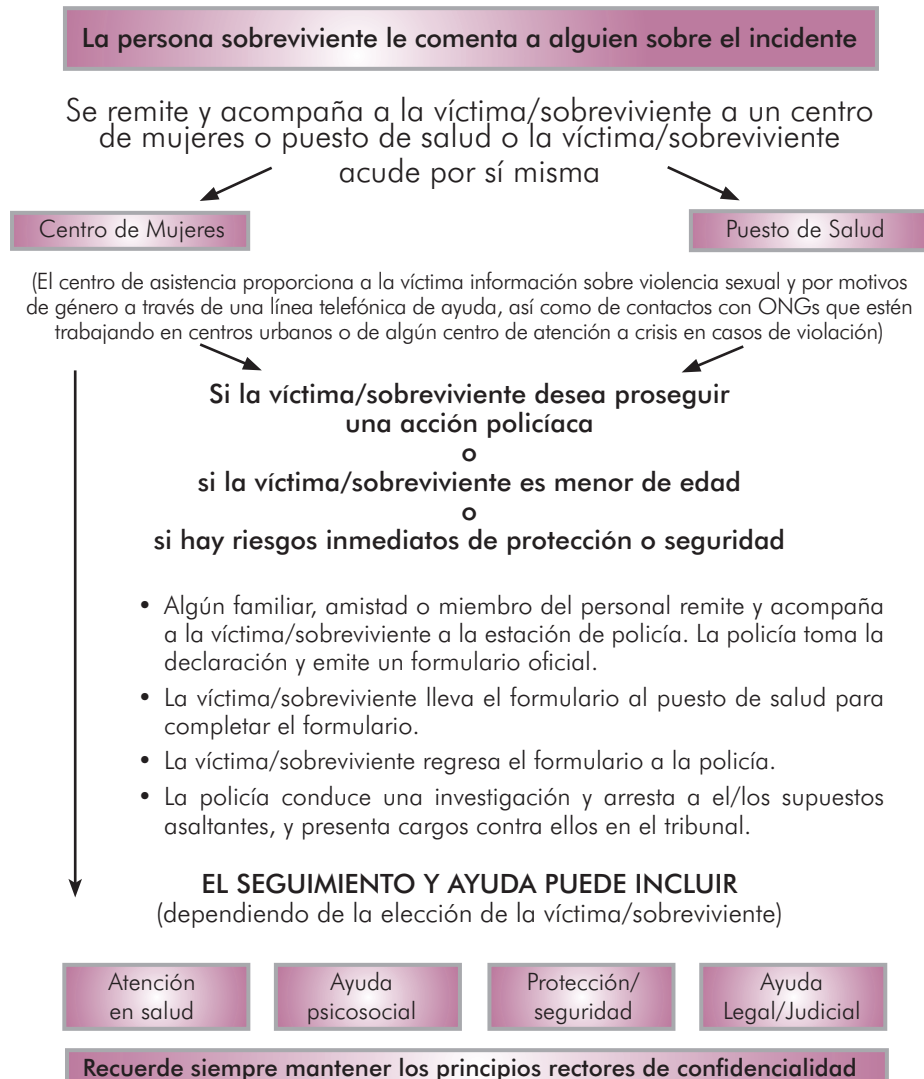 La persona sobreviviente le comenta a alguien sobre el incidente
Se remite y acompaña a la víctima/sobreviviente a un centro
de mujeres o puesto de salud o la víctima/sobreviviente
acude por sí misma
Centro de Mujeres
Puesto de Salud
(El centro de asistencia proporciona a la víctima información sobre violencia sexual y por motivos
de género a través de una línea telefónica de ayuda, así como de contactos con ONGs que estén
trabajando en centros urbanos o de algún centro de atención a crisis en casos de violación)
Si la víctima/sobreviviente desea proseguir
una acción policíaca
o
si la víctima/sobreviviente es menor de edad
o
si hay riesgos inmediatos de protección o seguridad
• Algún familiar, amistad o miembro del personal remite y acompaña
a la víctima/sobreviviente a la estación de policía. La policía toma la
declaración y emite un formulario oficial.
• La víctima/sobreviviente lleva el formulario al puesto de salud para
completar el formulario.
• La víctima/sobreviviente regresa el formulario a la policía.
• La policía conduce una investigación y arresta a el/los supuestos
asaltantes, y presenta cargos contra ellos en el tribunal.
EL SEGUIMIENTO Y AYUDA PUEDE INCLUIR
(dependiendo de la elección de la víctima/sobreviviente)
Atención
en salud
Ayuda
psicosocial
Protección/
seguridad
Ayuda
Legal/Judicial
Recuerde siempre mantener los principios rectores de confidencialidad